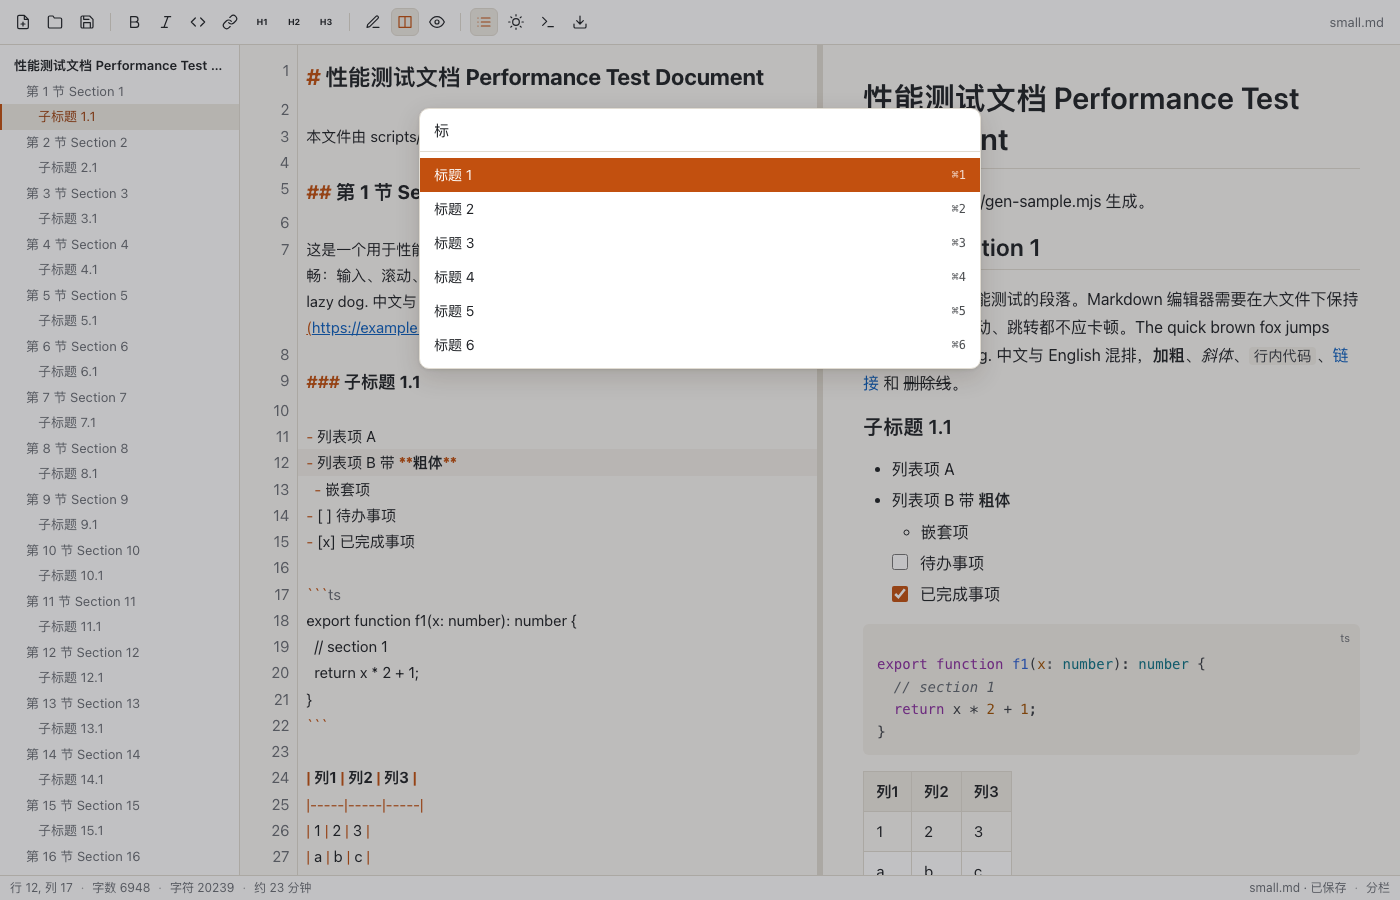 B I H1 H2 H3 small.md
性能测试文档 Performance Test ...
第 1 节 Section 1
子标题 1.1
第 2 节 Section 2
子标题 2.1
第 3 节 Section 3
子标题 3.1
第 4 节 Section 4
子标题 4.1
第 5 节 Section 5
子标题 5.1
第 6 节 Section 6
子标题 6.1
第 7 节 Section 7
子标题 7.1
第 8 节 Section 8
子标题 8.1
第 9 节 Section 9
子标题 9.1
第 10 节 Section 10
子标题 10.1
第 11 节 Section 11
子标题 11.1
第 12 节 Section 12
子标题 12.1
第 13 节 Section 13
子标题 13.1
第 14 节 Section 14
子标题 14.1
第 15 节 Section 15
子标题 15.1
第 16 节 Section 16
1 # 性能测试文档 Performance Test Document
2
3 本文件由 scripts/
4
5 ## 第 1 节 Se
6
7 这是一个用于性能
畅：输入、滚动、
lazy dog. 中文与
(https://example
8
9 ### 子标题 1.1
10
11 - 列表项 A
12 - 列表项 B 带 **粗体**
13 - 嵌套项
14 - [ ] 待办事项
15 - [x] 已完成事项
16
17 ```ts
18 export function f1(x: number): number {
19 // section 1
20 return x * 2 + 1;
21 }
22 ```
23
24 | 列1 | 列2 | 列3 |
25 |-----|-----|-----|
26 | 1 | 2 | 3 |
27 | a | b | c |
标
标题 1 ⌘1
标题 2 ⌘2
标题 3 ⌘3
标题 4 ⌘4
标题 5 ⌘5
标题 6 ⌘6
性能测试文档 Performance Test
nt
/gen-sample.mjs 生成。
tion 1
能测试的段落。Markdown 编辑器需要在大文件下保持
动、跳转都不应卡顿。The quick brown fox jumps
g. 中文与 English 混排，加粗、斜体、行内代码、链
接 和 删除线。
子标题 1.1
• 列表项 A
• 列表项 B 带 粗体
◦ 嵌套项
待办事项
已完成事项
ts
export function f1(x: number): number {
// section 1
return x * 2 + 1;
}
列1 列2 列3
1 2 3
a b c
行 12, 列 17 · 字数 6948 · 字符 20239 · 约 23 分钟 small.md · 已保存 · 分栏